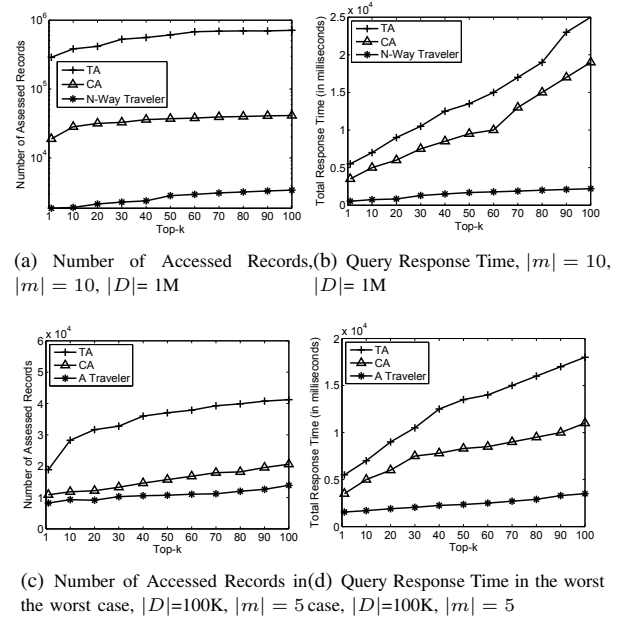 10^6
10^5
10^4
Number of Assessed Records
TA
CA
N-Way Traveler
1 10 20 30 40 50 60 70 80 90 100
Top-k
2.5 x 10^4
2
1.5
1
0.5
0
Total Response Time (in milliseconds)
TA
CA
N-Way Traveler
1 10 20 30 40 50 60 70 80 90 100
Top-k
(a) Number of Accessed Records,
|m| = 10, |D|= 1M
(b) Query Response Time, |m| = 10,
|D|= 1M
6 x 10^4
5
4
3
2
1
0
Number of Assessed Records
TA
CA
A Traveler
1 10 20 30 40 50 60 70 80 90 100
Top-k
2 x 10^4
1.5
1
0.5
0
Total Response Time (in milliseconds)
TA
CA
A Traveler
1 10 20 30 40 50 60 70 80 90 100
Top-k
(c) Number of Accessed Records in
the worst case, |D|=100K, |m| = 5
(d) Query Response Time in the worst
case, |D|=100K, |m| = 5